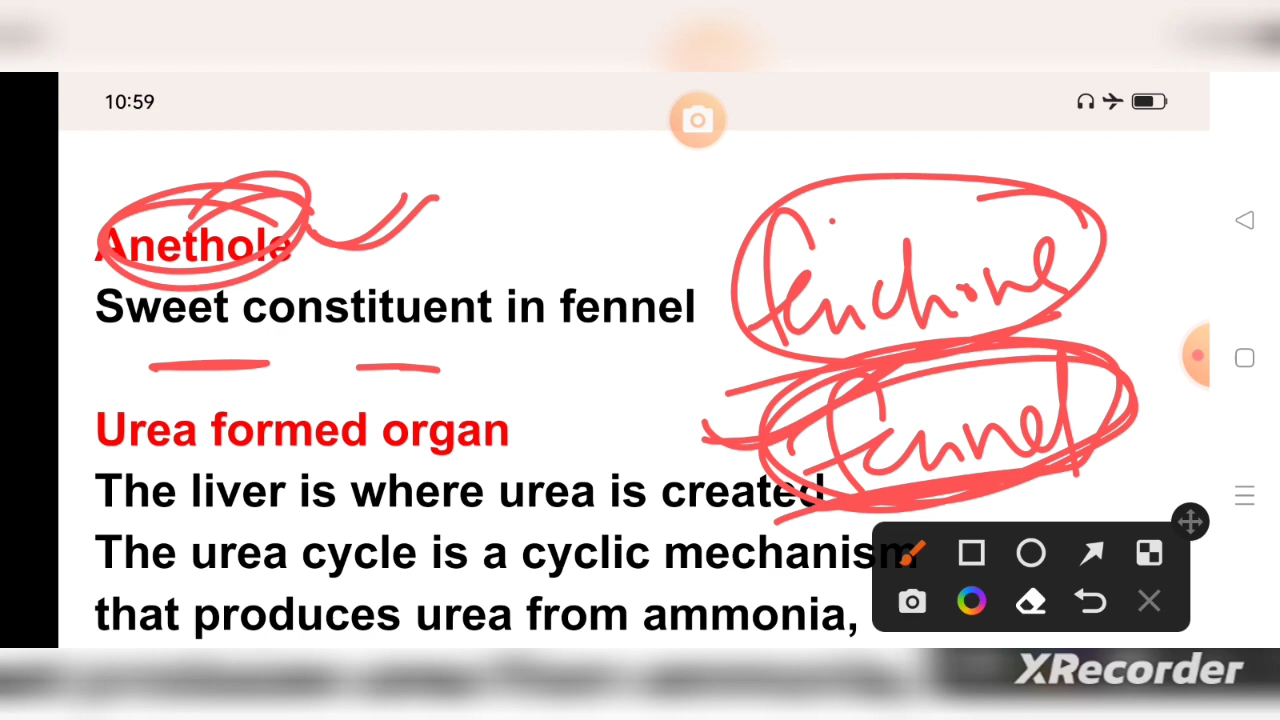 10:59
Anethole
Sweet constituent in fennel
fenchone
fennel
Urea formed organ
The liver is where urea is created
The urea cycle is a cyclic mechanism
that produces urea from ammonia,
XRecorder